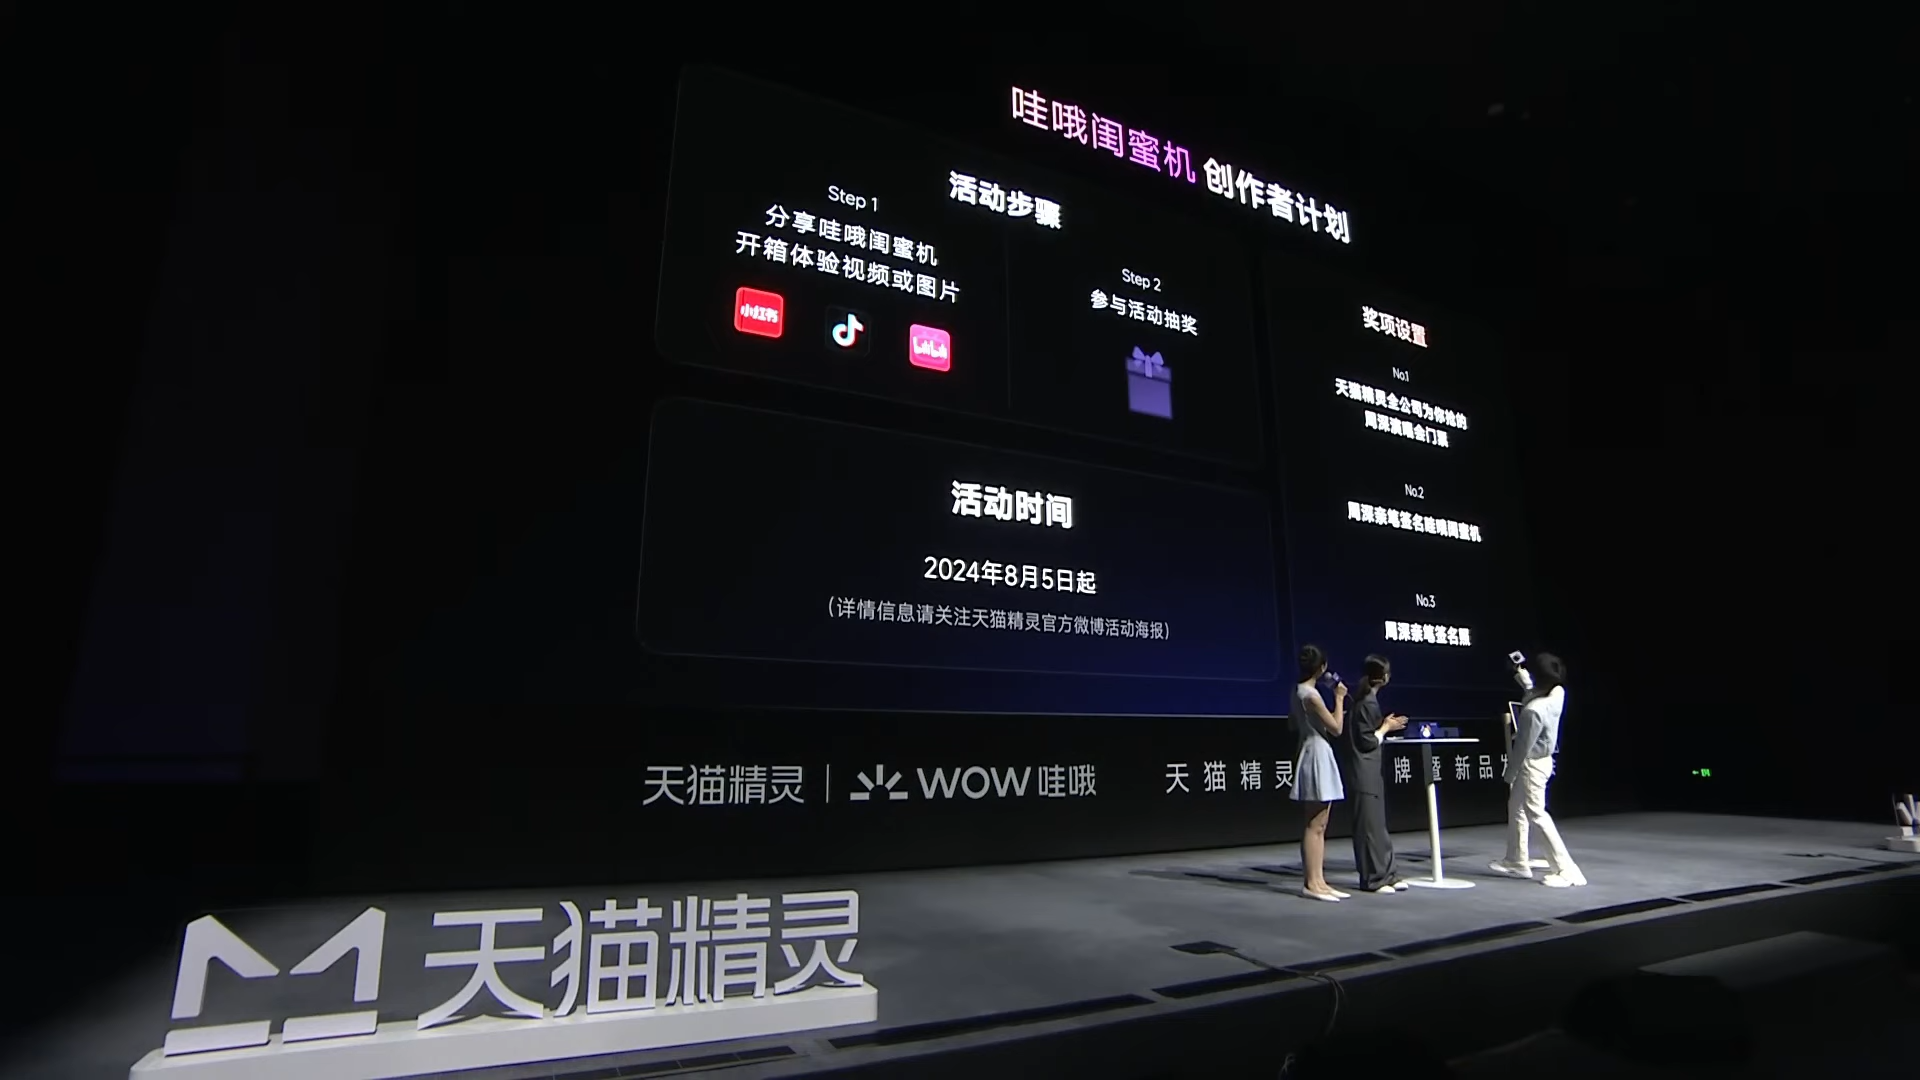 哇哦闺蜜机 创作者计划
活动步骤
Step 1
分享哇哦闺蜜机
开箱体验视频或图片
小红书
Step 2
参与活动抽奖
奖项设置
No.1
天猫精灵全公司为你抢的
周深演唱会门票
No.2
周深亲笔签名哇哦闺蜜机
No.3
周深亲笔签名照
活动时间
2024年8月5日起
(详情信息请关注天猫精灵官方微博活动海报)
天猫精灵 | WOW 哇哦
天猫精灵 牌暨新品发
天猫精灵